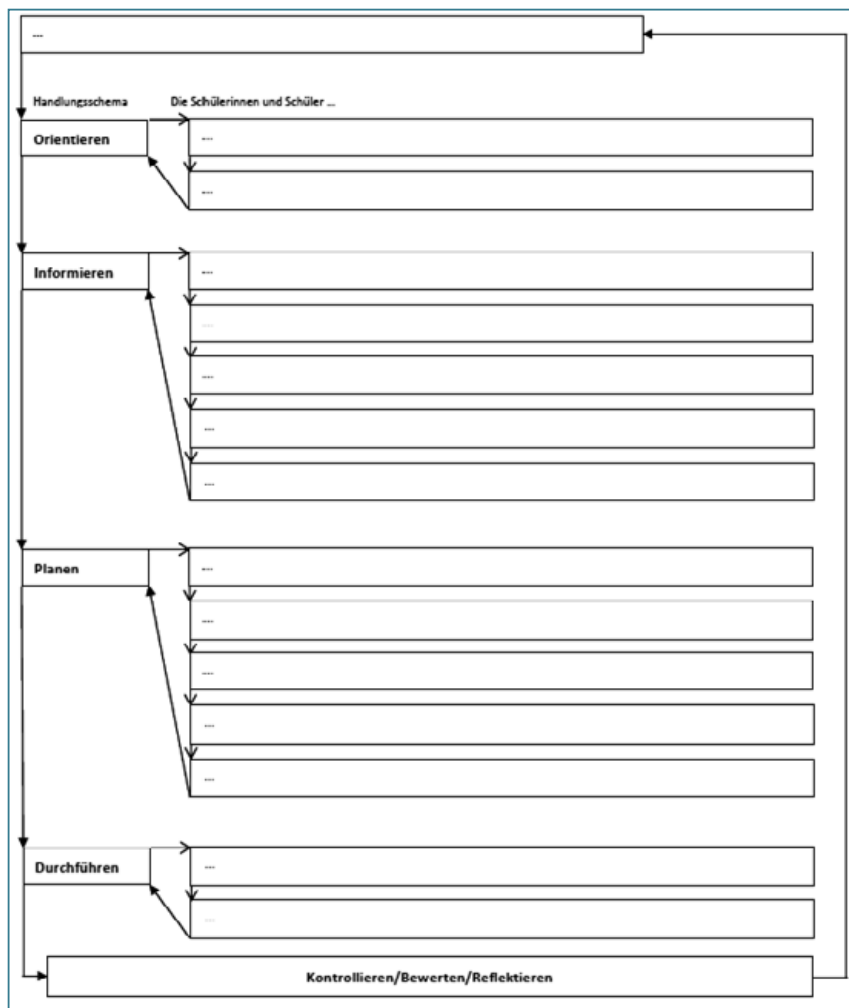 ...
Handlungsschema Die Schülerinnen und Schüler ...
Orientieren
...
...
Informieren
...
...
...
...
...
Planen
...
...
...
...
...
Durchführen
...
...
Kontrollieren/Bewerten/Reflektieren